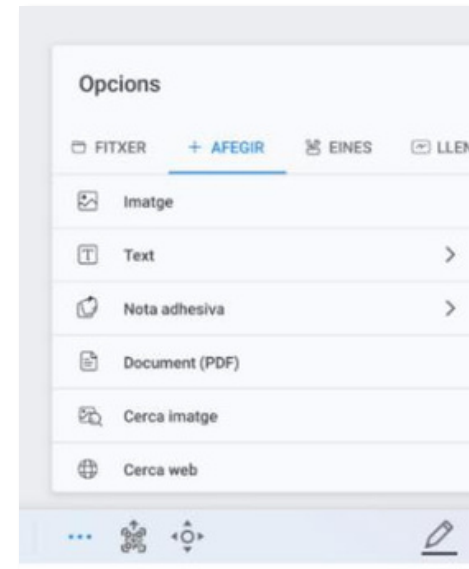 Opcions
FITXER + AFEGIR EINES
Imatge
Text
Nota adhesiva
Document (PDF)
Cerca imatge
Cerca web